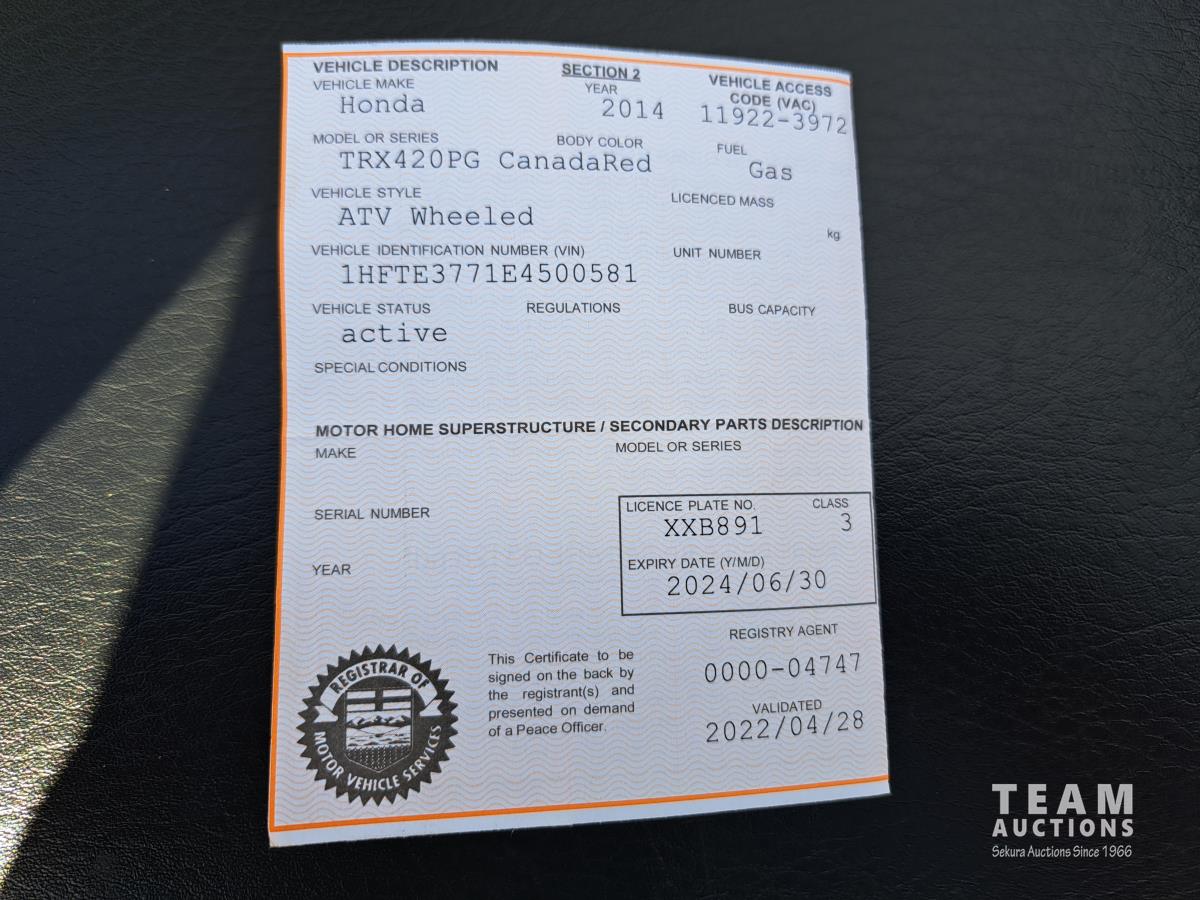 VEHICLE DESCRIPTION SECTION 2 VEHICLE ACCESS CODE (VAC)
VEHICLE MAKE YEAR
Honda 2014 11922-3972
MODEL OR SERIES BODY COLOR FUEL
TRX420PG CanadaRed Gas
VEHICLE STYLE LICENCED MASS
ATV Wheeled kg
VEHICLE IDENTIFICATION NUMBER (VIN) UNIT NUMBER
1HFTE3771E4500581
VEHICLE STATUS REGULATIONS BUS CAPACITY
active
SPECIAL CONDITIONS
MOTOR HOME SUPERSTRUCTURE / SECONDARY PARTS DESCRIPTION
MAKE MODEL OR SERIES
SERIAL NUMBER
YEAR
LICENCE PLATE NO. CLASS
XXB891 3
EXPIRY DATE (Y/M/D)
2024/06/30
REGISTRAR OF
MOTOR VEHICLE SERVICES
This Certificate to be
signed on the back by
the registrant(s) and
presented on demand
of a Peace Officer.
REGISTRY AGENT
0000-04747
VALIDATED
2022/04/28
TEAM
AUCTIONS
Sekura Auctions Since 1966